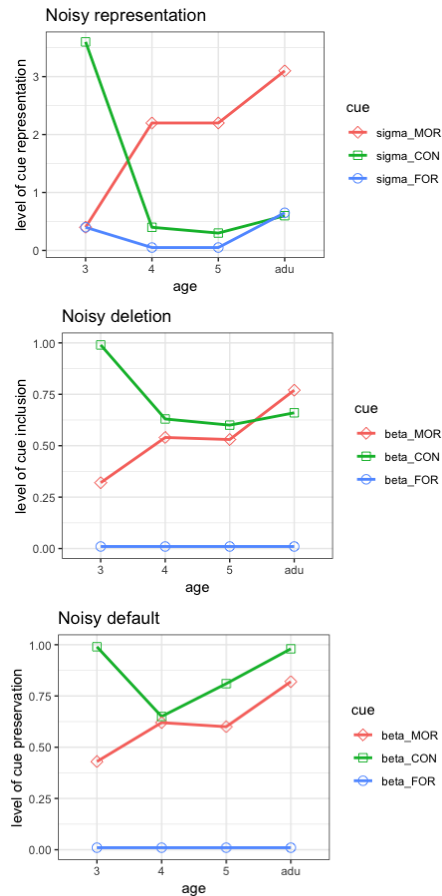 Noisy representation
level of cue representation
3
2
1
0
3 4 5 adu
age
cue
sigma_MOR
sigma_CON
sigma_FOR
Noisy deletion
level of cue inclusion
1.00
0.75
0.50
0.25
0.00
3 4 5 adu
age
cue
beta_MOR
beta_CON
beta_FOR
Noisy default
level of cue preservation
1.00
0.75
0.50
0.25
0.00
3 4 5 adu
age
cue
beta_MOR
beta_CON
beta_FOR